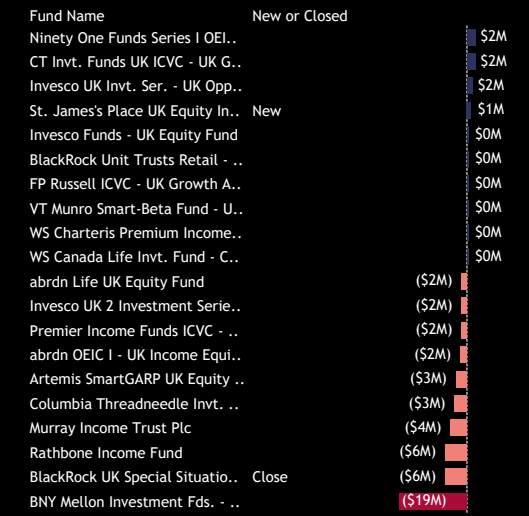 Fund Name New or Closed
Ninety One Funds Series I OEI.. $2M
CT Invt. Funds UK ICVC - UK G.. $2M
Invesco UK Invt. Ser. - UK Opp.. $2M
St. James's Place UK Equity In.. New $1M
Invesco Funds - UK Equity Fund $0M
BlackRock Unit Trusts Retail - .. $0M
FP Russell ICVC - UK Growth A.. $0M
VT Munro Smart-Beta Fund - U.. $0M
WS Charteris Premium Income.. $0M
WS Canada Life Invt. Fund - C.. $0M
abrdn Life UK Equity Fund ($2M)
Invesco UK 2 Investment Serie.. ($2M)
Premier Income Funds ICVC - .. ($2M)
abrdn OEIC I - UK Income Equi.. ($2M)
Artemis SmartGARP UK Equity .. ($3M)
Columbia Threadneedle Invt. .. ($3M)
Murray Income Trust Plc ($4M)
Rathbone Income Fund ($6M)
BlackRock UK Special Situatio.. Close ($6M)
BNY Mellon Investment Fds. - .. ($19M)